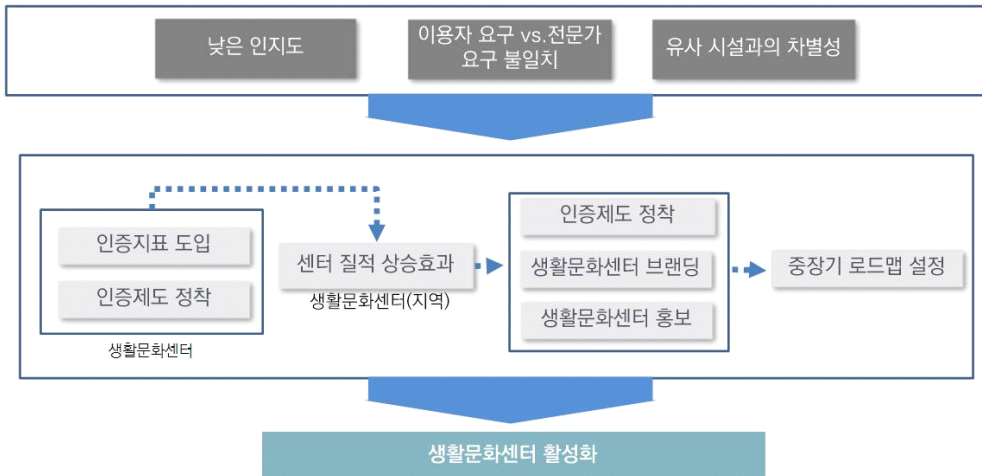 낮은 인지도
이용자 요구 vs.전문가
요구 불일치
유사 시설과의 차별성
인증지표 도입
인증제도 정착
생활문화센터
센터 질적 상승효과
생활문화센터(지역)
인증제도 정착
생활문화센터 브랜딩
생활문화센터 홍보
중장기 로드맵 설정
생활문화센터 활성화